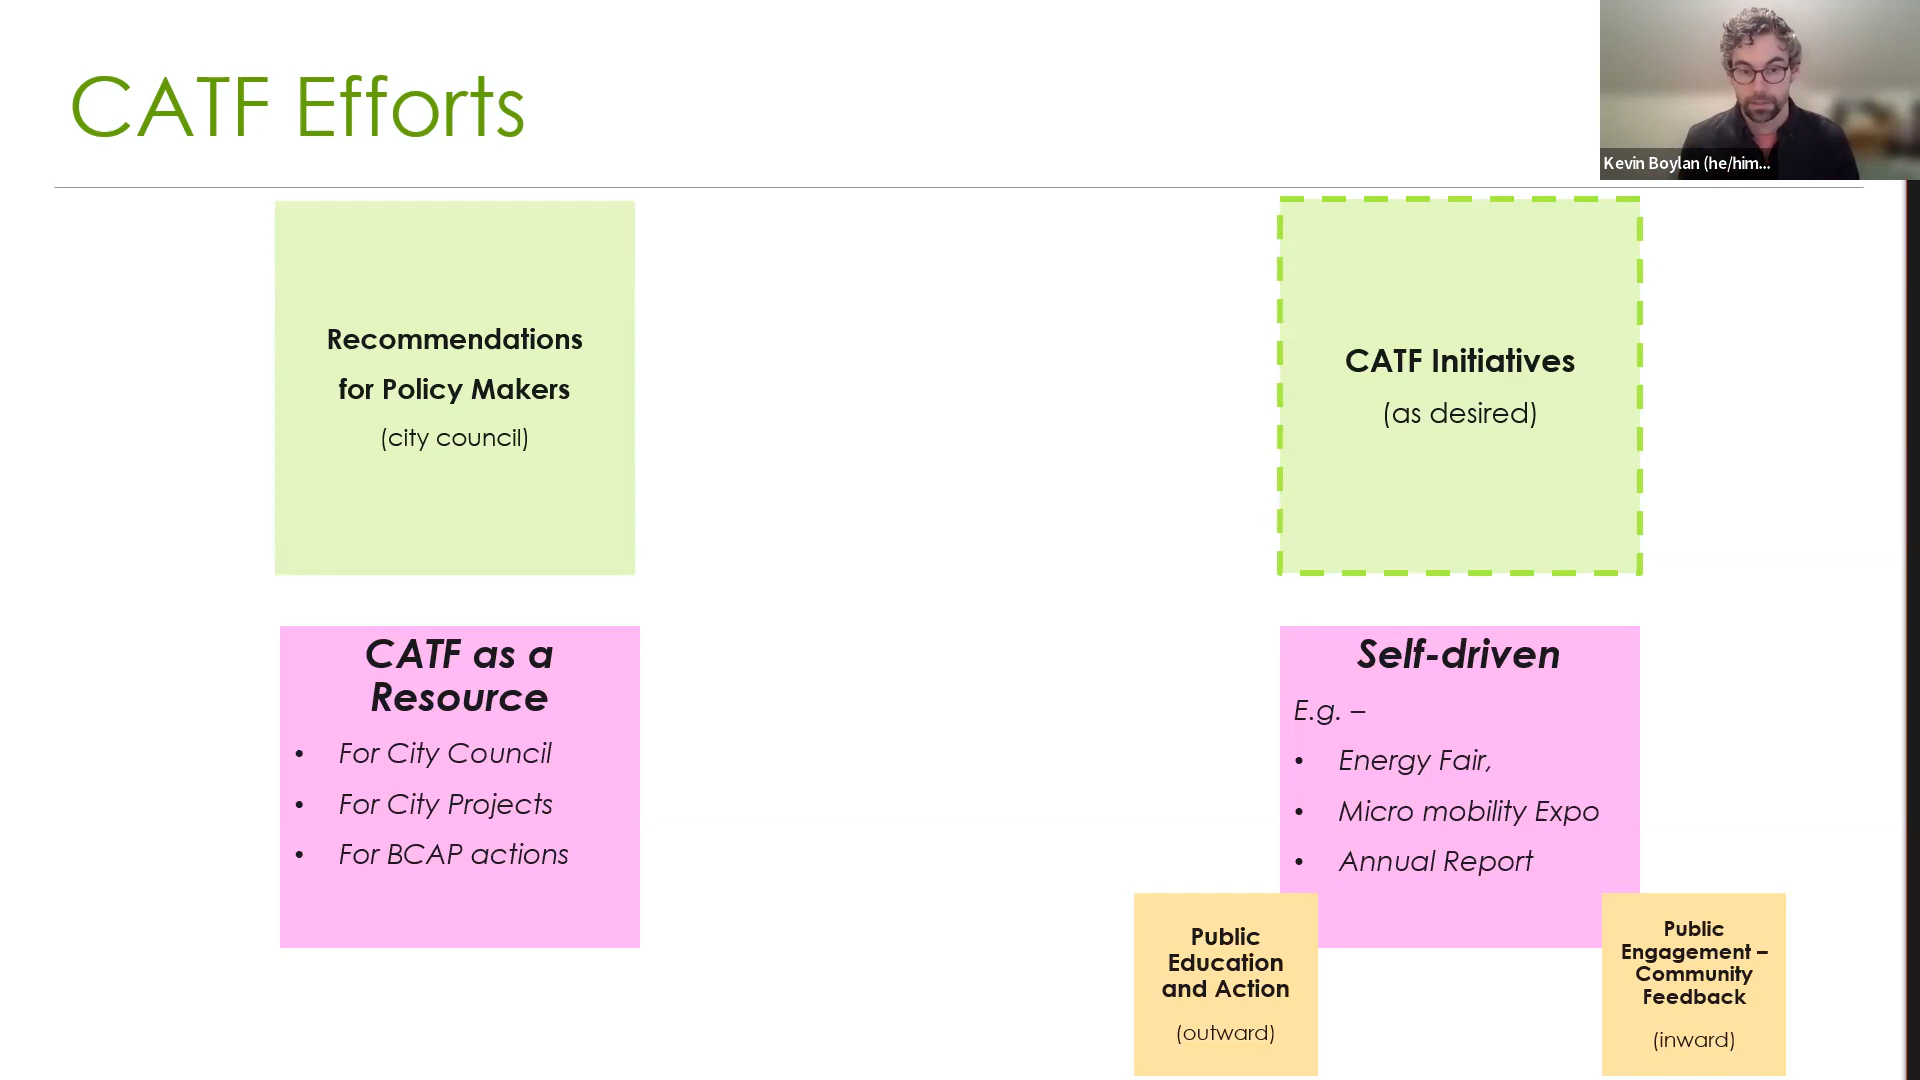 CATF Efforts
Kevin Boylan (he/him...
Recommendations
for Policy Makers
(city council)
CATF Initiatives
(as desired)
CATF as a
Resource
• For City Council
• For City Projects
• For BCAP actions
Self-driven
E.g. –
• Energy Fair,
• Micro mobility Expo
• Annual Report
Public
Education
and Action
(outward)
Public
Engagement –
Community
Feedback
(inward)